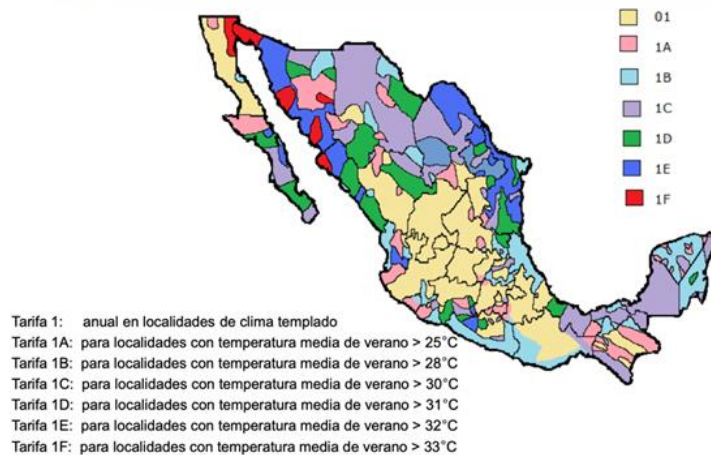 01
1A
1B
1C
1D
1E
1F
Tarifa 1: anual en localidades de clima templado
Tarifa 1A: para localidades con temperatura media de verano > 25°C
Tarifa 1B: para localidades con temperatura media de verano > 28°C
Tarifa 1C: para localidades con temperatura media de verano > 30°C
Tarifa 1D: para localidades con temperatura media de verano > 31°C
Tarifa 1E: para localidades con temperatura media de verano > 32°C
Tarifa 1F: para localidades con temperatura media de verano > 33°C